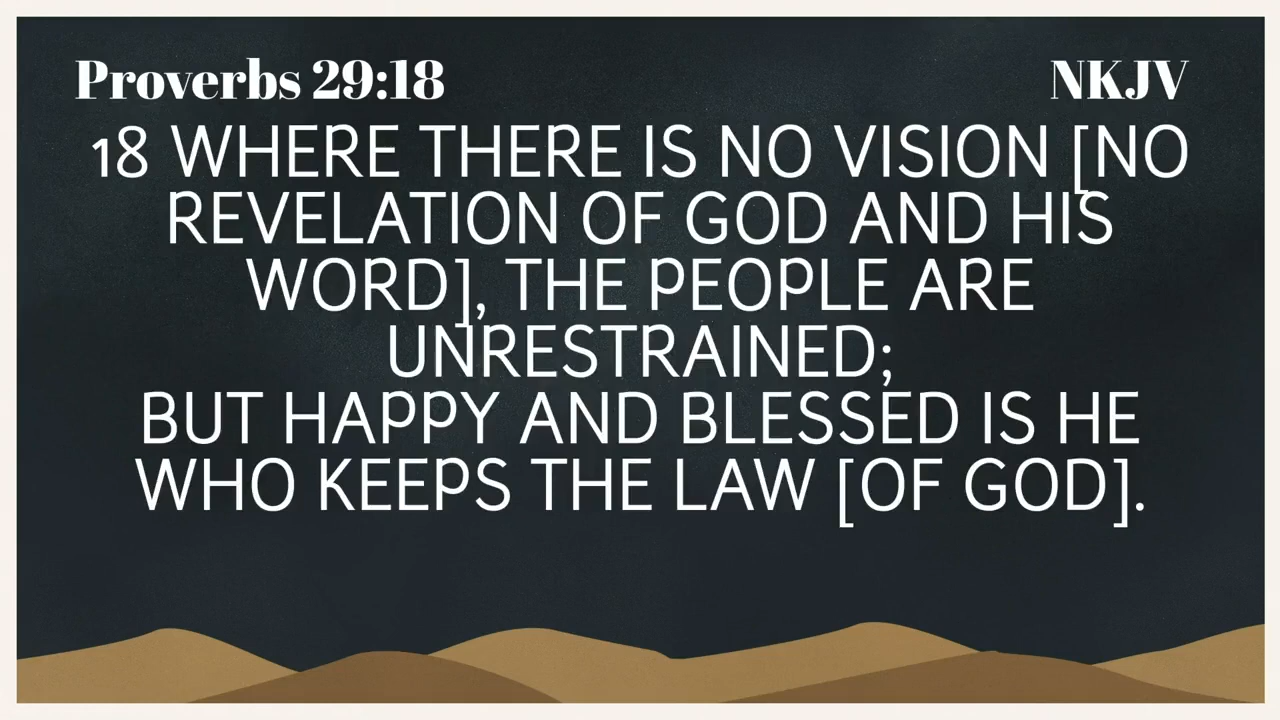 Proverbs 29:18 NKJV
18 WHERE THERE IS NO VISION [NO
REVELATION OF GOD AND HIS
WORD], THE PEOPLE ARE
UNRESTRAINED;
BUT HAPPY AND BLESSED IS HE
WHO KEEPS THE LAW [OF GOD].